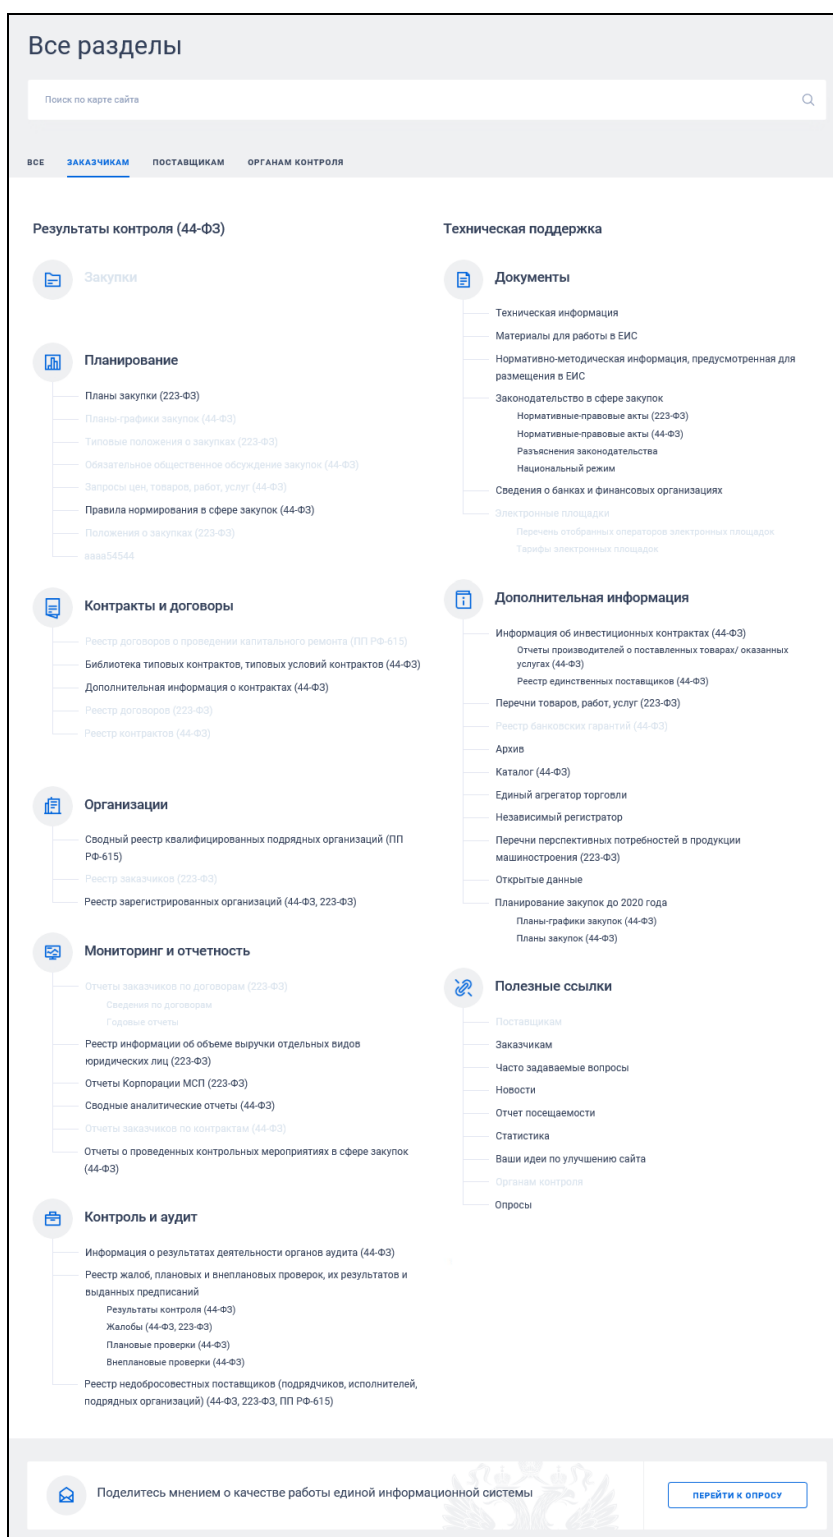 Все разделы
Поиск по карте сайта
ВСЕ ЗАКАЗЧИКАМ ПОСТАВЩИКАМ ОРГАНАМ КОНТРОЛЯ
Результаты контроля (44-ФЗ)
Закупки
Планирование
Планы закупки (223-ФЗ)
Планы-графики закупок (44-ФЗ)
Типовые положения о закупках (223-ФЗ)
Обязательное общественное обсуждение закупок (44-ФЗ)
Запросы цен, товаров, работ, услуг (44-ФЗ)
Правила нормирования в сфере закупок (44-ФЗ)
Положения о закупках (223-ФЗ)
аааа54544
Контракты и договоры
Реестр договоров о проведении капитального ремонта (ПП РФ-615)
Библиотека типовых контрактов, типовых условий контрактов (44-ФЗ)
Дополнительная информация о контрактах (44-ФЗ)
Реестр договоров (223-ФЗ)
Реестр контрактов (44-ФЗ)
Организации
Сводный реестр квалифицированных подрядных организаций (ПП
РФ-615)
Реестр заказчиков (223-ФЗ)
Реестр зарегистрированных организаций (44-ФЗ, 223-ФЗ)
Мониторинг и отчетность
Отчеты заказчиков по договорам (223-ФЗ)
Сведения по договорам
Годовые отчеты
Реестр информации об объеме выручки отдельных видов
юридических лиц (223-ФЗ)
Отчеты Корпорации МСП (223-ФЗ)
Сводные аналитические отчеты (44-ФЗ)
Отчеты заказчиков по контрактам (44-ФЗ)
Отчеты о проведенных контрольных мероприятиях в сфере закупок
(44-ФЗ)
Контроль и аудит
Информация о результатах деятельности органов аудита (44-ФЗ)
Реестр жалоб, плановых и внеплановых проверок, их результатов и
выданных предписаний
Результаты контроля (44-ФЗ)
Жалобы (44-ФЗ, 223-ФЗ)
Плановые проверки (44-ФЗ)
Внеплановые проверки (44-ФЗ)
Реестр недобросовестных поставщиков (подрядчиков, исполнителей,
подрядных организаций) (44-ФЗ, 223-ФЗ, ПП РФ-615)
Техническая поддержка
Документы
Техническая информация
Материалы для работы в ЕИС
Нормативно-методическая информация, предусмотренная для
размещения в ЕИС
Законодательство в сфере закупок
Нормативные-правовые акты (223-ФЗ)
Нормативные-правовые акты (44-ФЗ)
Разъяснения законодательства
Национальный режим
Сведения о банках и финансовых организациях
Электронные площадки
Перечень отобранных операторов электронных площадок
Тарифы электронных площадок
Дополнительная информация
Информация об инвестиционных контрактах (44-ФЗ)
Отчеты производителей о поставленных товарах/ оказанных
услугах (44-ФЗ)
Реестр единственных поставщиков (44-ФЗ)
Перечни товаров, работ, услуг (223-ФЗ)
Реестр банковских гарантий (44-ФЗ)
Архив
Каталог (44-ФЗ)
Единый агрегатор торговли
Независимый регистратор
Перечни перспективных потребностей в продукции
машиностроения (223-ФЗ)
Открытые данные
Планирование закупок до 2020 года
Планы-графики закупок (44-ФЗ)
Планы закупок (44-ФЗ)
Полезные ссылки
Поставщикам
Заказчикам
Часто задаваемые вопросы
Новости
Отчет посещаемости
Статистика
Ваши идеи по улучшению сайта
Органам контроля
Опросы
Поделитесь мнением о качестве работы единой информационной системы
ПЕРЕЙТИ К ОПРОСУ